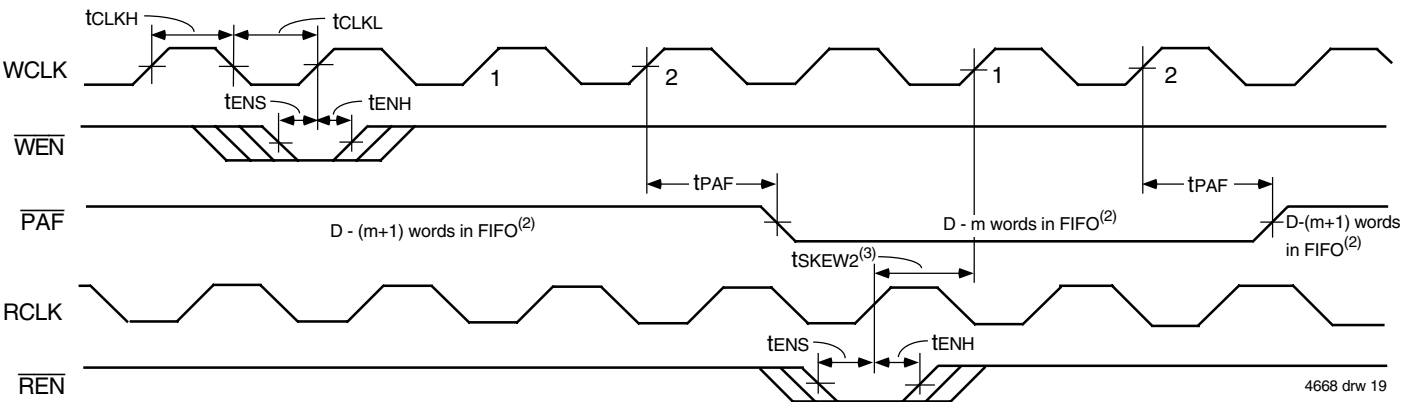 tCLKH tCLKL
WCLK 1 2 1 2
tENS tENH
WEN
tPAF tPAF
PAF
D - (m+1) words in FIFO(2) D - m words in FIFO(2) D-(m+1) words
in FIFO(2)
tSKEW2(3)
RCLK
tENS tENH
REN
4668 drw 19